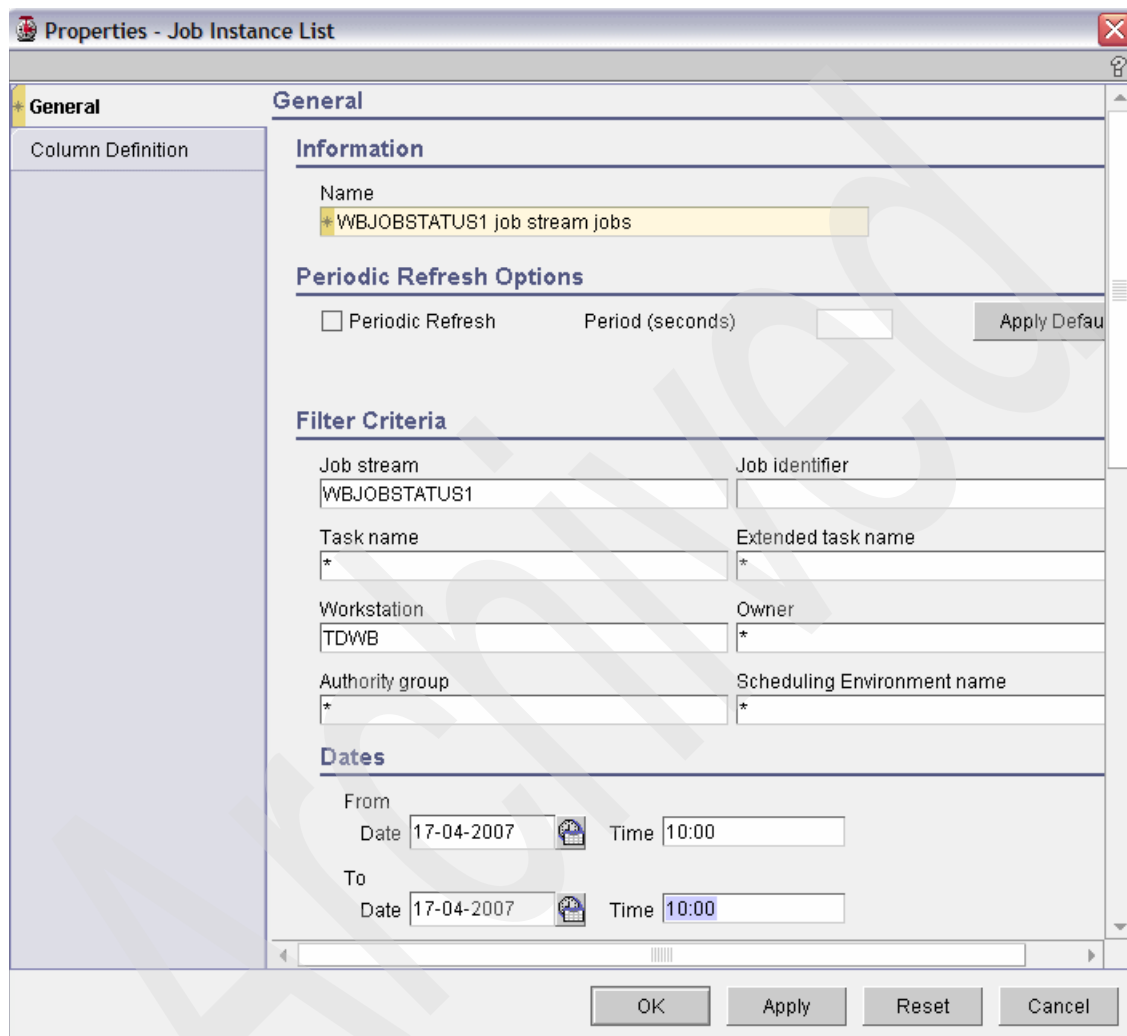 Properties - Job Instance List
General
Column Definition
General
Information
Name
* WBJOBSTATUS1 job stream jobs
Periodic Refresh Options
Periodic Refresh Period (seconds) Apply Defau
Filter Criteria
Job stream Job identifier
WBJOBSTATUS1
Task name Extended task name
* *
Workstation Owner
TDWB *
Authority group Scheduling Environment name
* *
Dates
From
Date 17-04-2007 Time 10:00
To
Date 17-04-2007 Time 10:00
OK Apply Reset Cancel
Archived